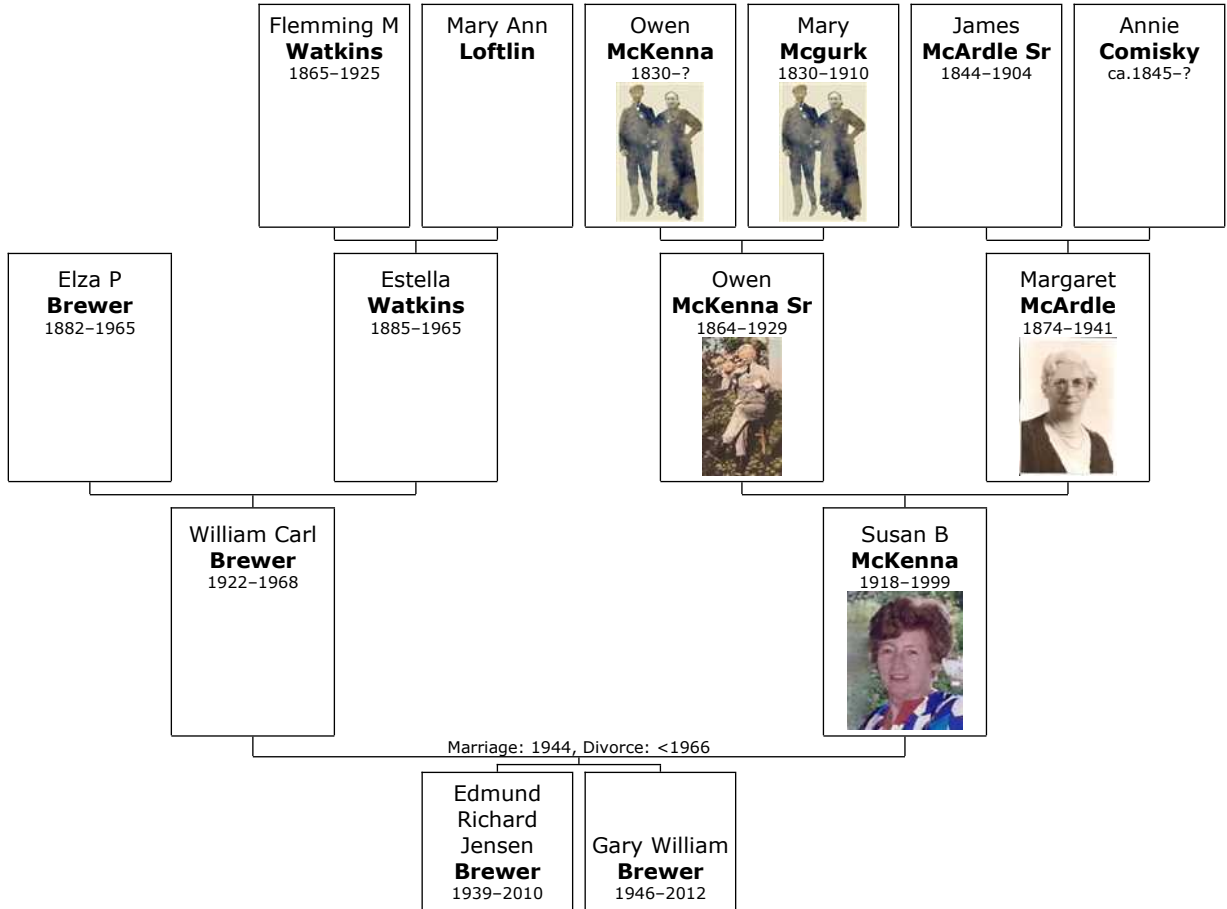 Flemming M
Watkins
1865–1925
Mary Ann
Loftlin
Owen
McKenna
1830–?
Mary
Mcgurk
1830–1910
James
McArdle Sr
1844–1904
Annie
Comisky
ca.1845–?
Elza P
Brewer
1882–1965
Estella
Watkins
1885–1965
Owen
McKenna Sr
1864–1929
Margaret
McArdle
1874–1941
William Carl
Brewer
1922–1968
Susan B
McKenna
1918–1999
Marriage: 1944, Divorce: <1966
Edmund
Richard
Jensen
Brewer
1939–2010
Gary William
Brewer
1946–2012